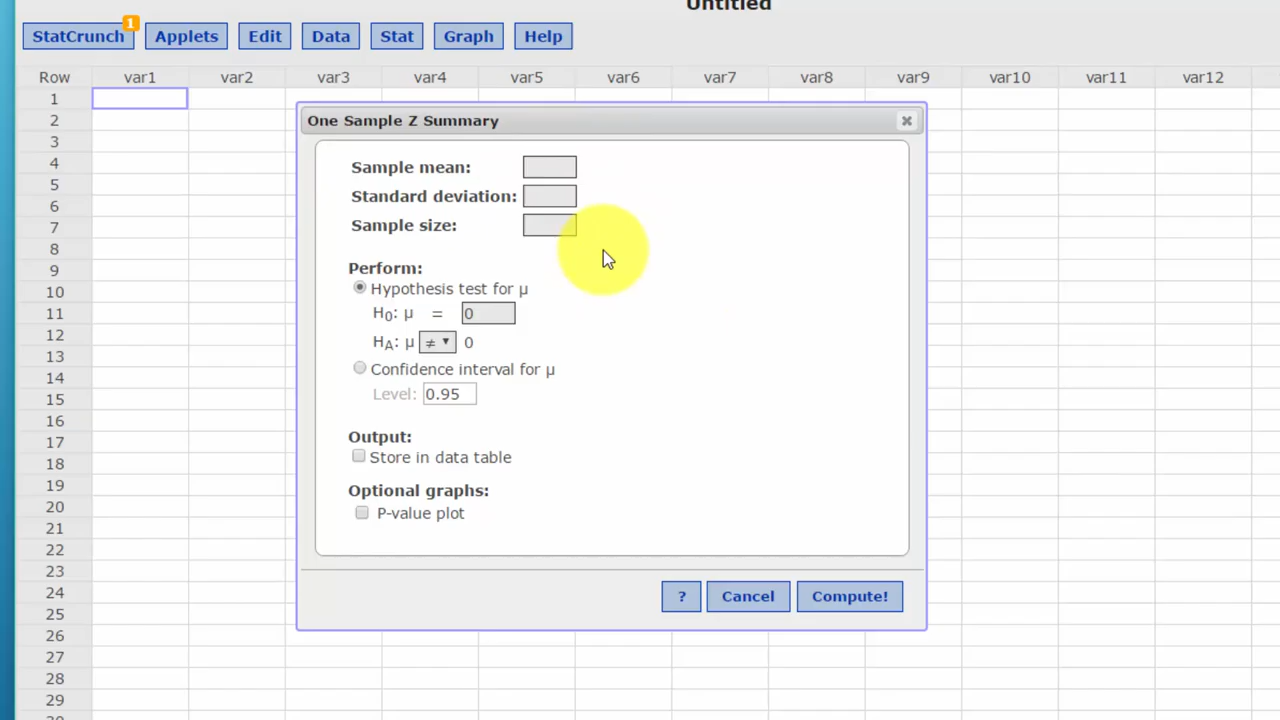 Untitled
StatCrunch 1 Applets Edit Data Stat Graph Help
Row var1 var2 var3 var4 var5 var6 var7 var8 var9 var10 var11 var12
1
2
3
4
5
6
7
8
9
10
11
12
13
14
15
16
17
18
19
20
21
22
23
24
25
26
27
28
29
One Sample Z Summary
Sample mean:
Standard deviation:
Sample size:
Perform:
Hypothesis test for μ
H0: μ = 0
HA: μ ≠ 0
Confidence interval for μ
Level: 0.95
Output:
Store in data table
Optional graphs:
P-value plot
? Cancel Compute!